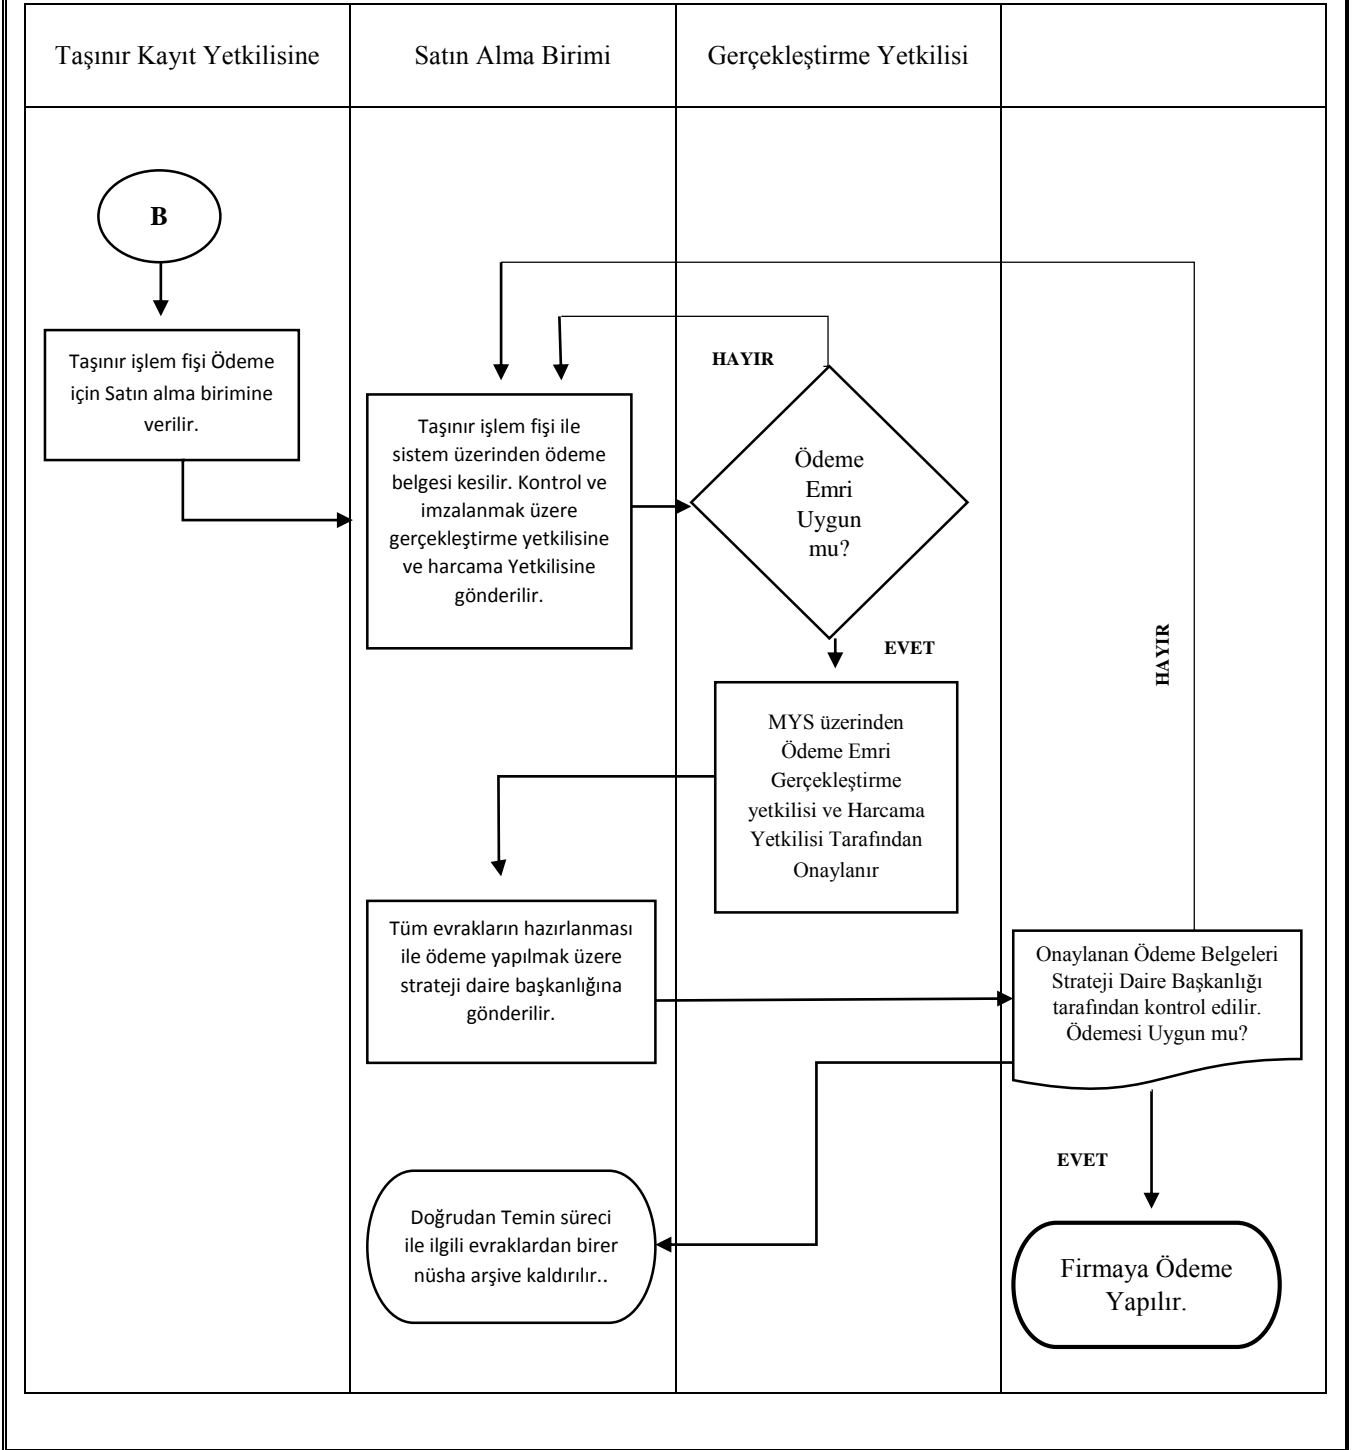 Taşınır Kayıt Yetkilisine
Satın Alma Birimi
Gerçekleştirme Yetkilisi
B
Taşınır işlem fişi Ödeme
için Satın alma birimine
verilir.
Taşınır işlem fişi ile
sistem üzerinden ödeme
belgesi kesilir. Kontrol ve
imzalanmak üzere
gerçekleştirme yetkilisine
ve harcama Yetkilisine
gönderilir.
HAYIR
Ödeme
Emri
Uygun
mu?
EVET
HAYIR
MYS üzerinden
Ödeme Emri
Gerçekleştirme
yetkilisi ve Harcama
Yetkilisi Tarafından
Onaylanır
Tüm evrakların hazırlanması
ile ödeme yapılmak üzere
strateji daire başkanlığına
gönderilir.
Onaylanan Ödeme Belgeleri
Strateji Daire Başkanlığı
tarafından kontrol edilir.
Ödemesi Uygun mu?
EVET
Doğrudan Temin süreci
ile ilgili evraklardan birer
nüsha arşive kaldırılır..
Firmaya Ödeme
Yapılır.